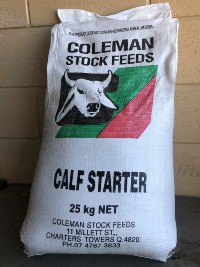 COLEMAN
STOCK FEEDS
CALF STARTER
25 kg NET
COLEMAN STOCK FEEDS
11 MILLETT ST.,
CHARTERS TOWERS Q.4820
PH.07 4787 3633